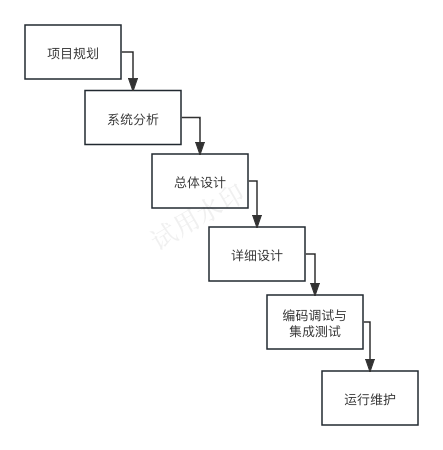 项目规划
系统分析
总体设计
试用水印
详细设计
编码调试与
集成测试
运行维护